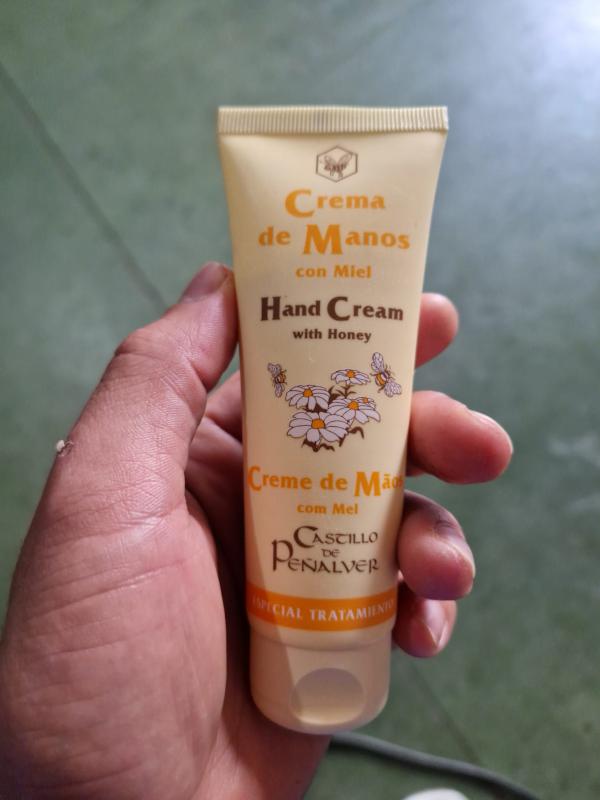 Crema
de Manos
con Miel
Hand Cream
with Honey
Creme de Mãos
com Mel
Castillo
de
Peñalver
ESPECIAL TRATAMIENTO